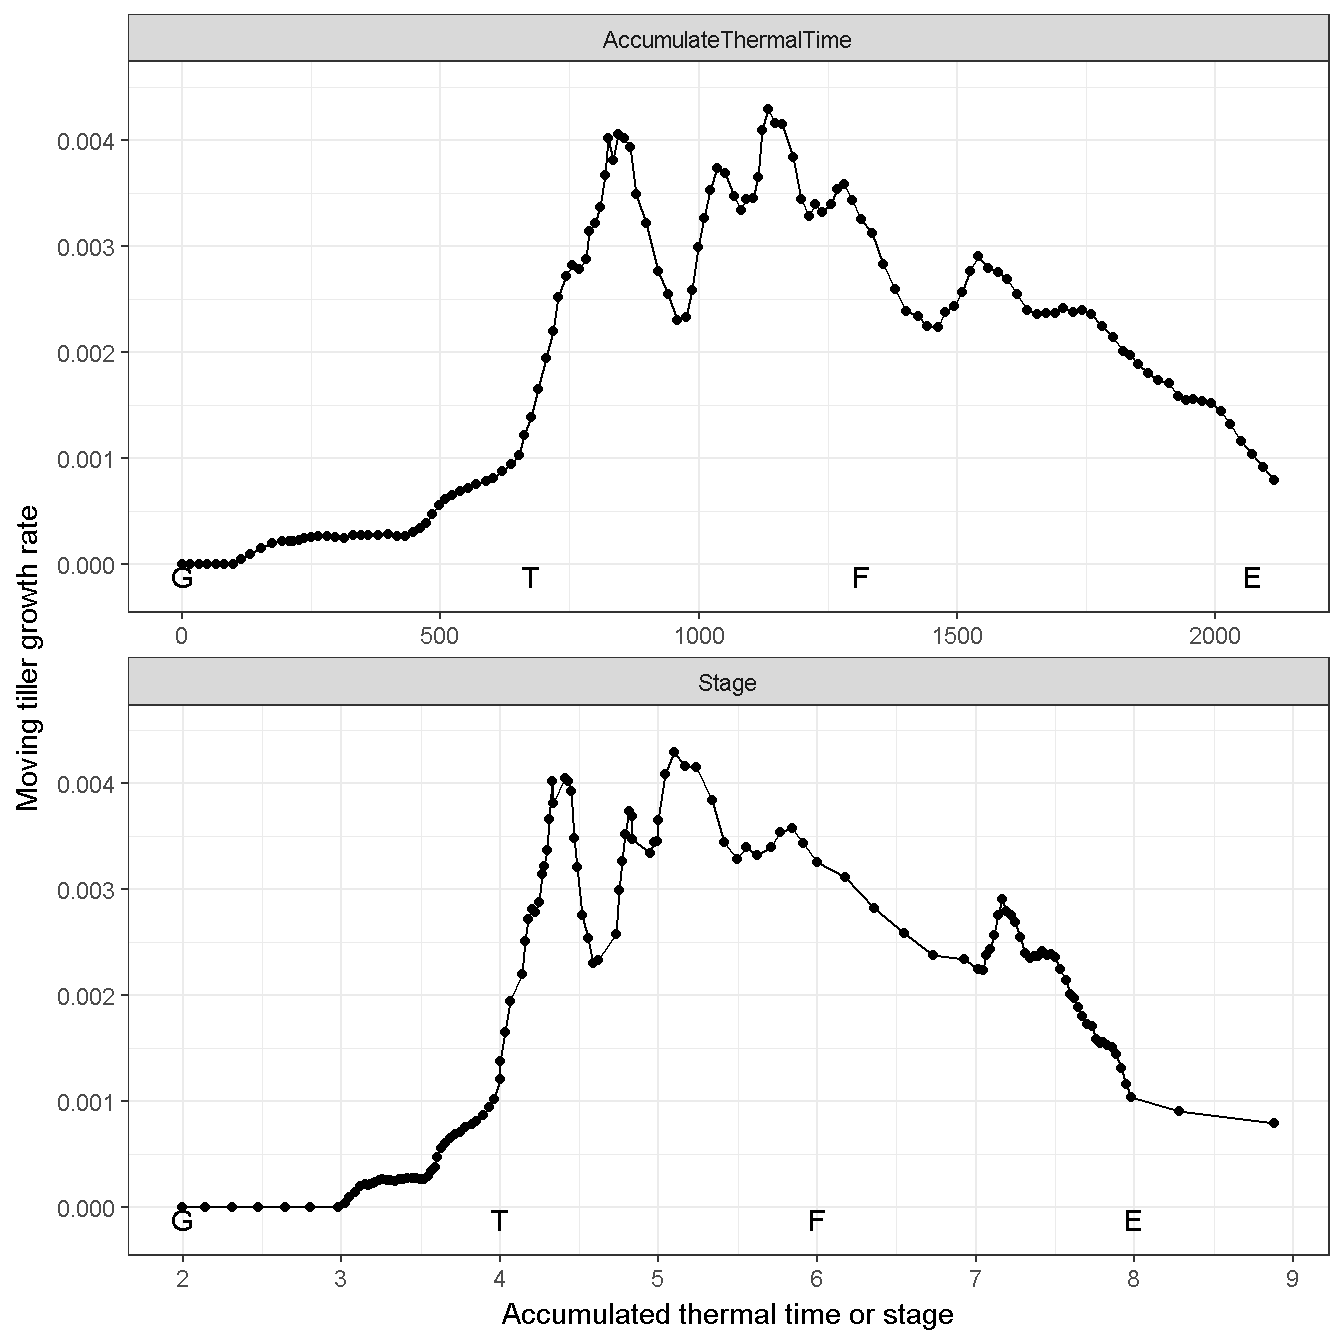 AccumulateThermalTime
0.004
0.003
0.002
0.001
0.000
G T F E
0 500 1000 1500 2000
Moving tiller growth rate
Stage
0.004
0.003
0.002
0.001
0.000
G T F E
2 3 4 5 6 7 8 9
Accumulated thermal time or stage